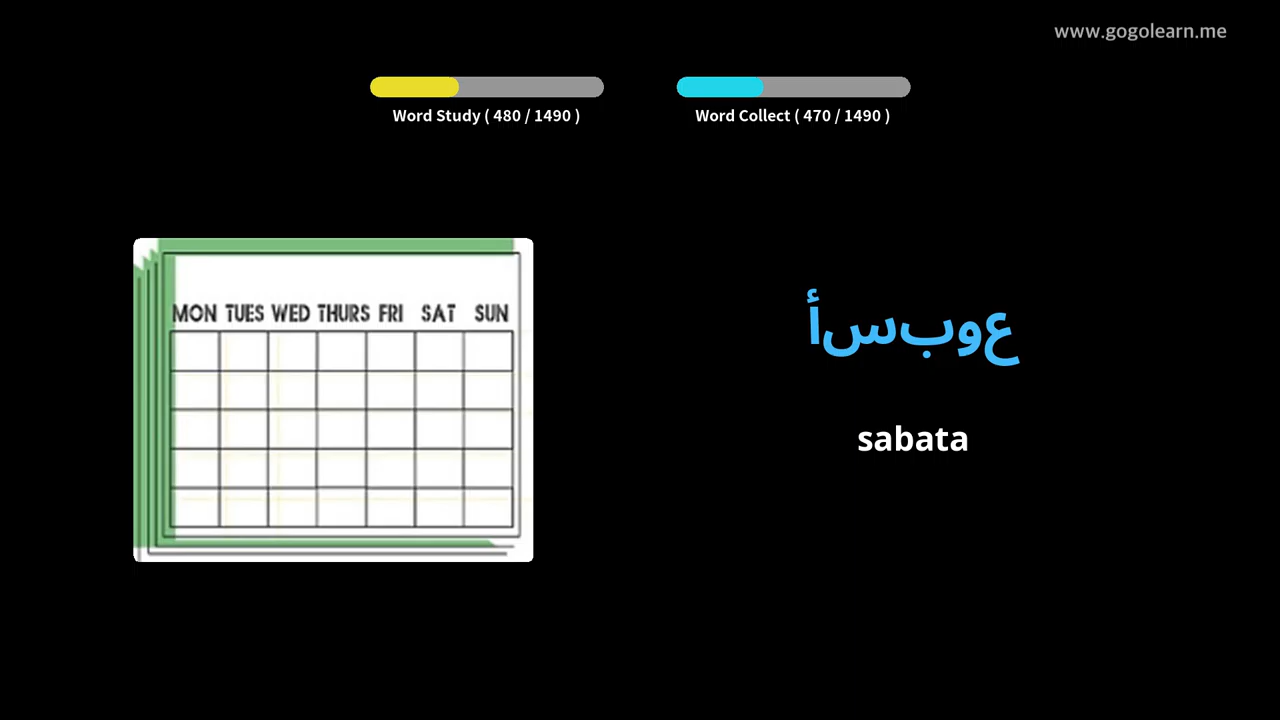 www.gogolearn.me
Word Study ( 480 / 1490 )
Word Collect ( 470 / 1490 )
MON TUES WED THURS FRI SAT SUN
أسبوع
sabata